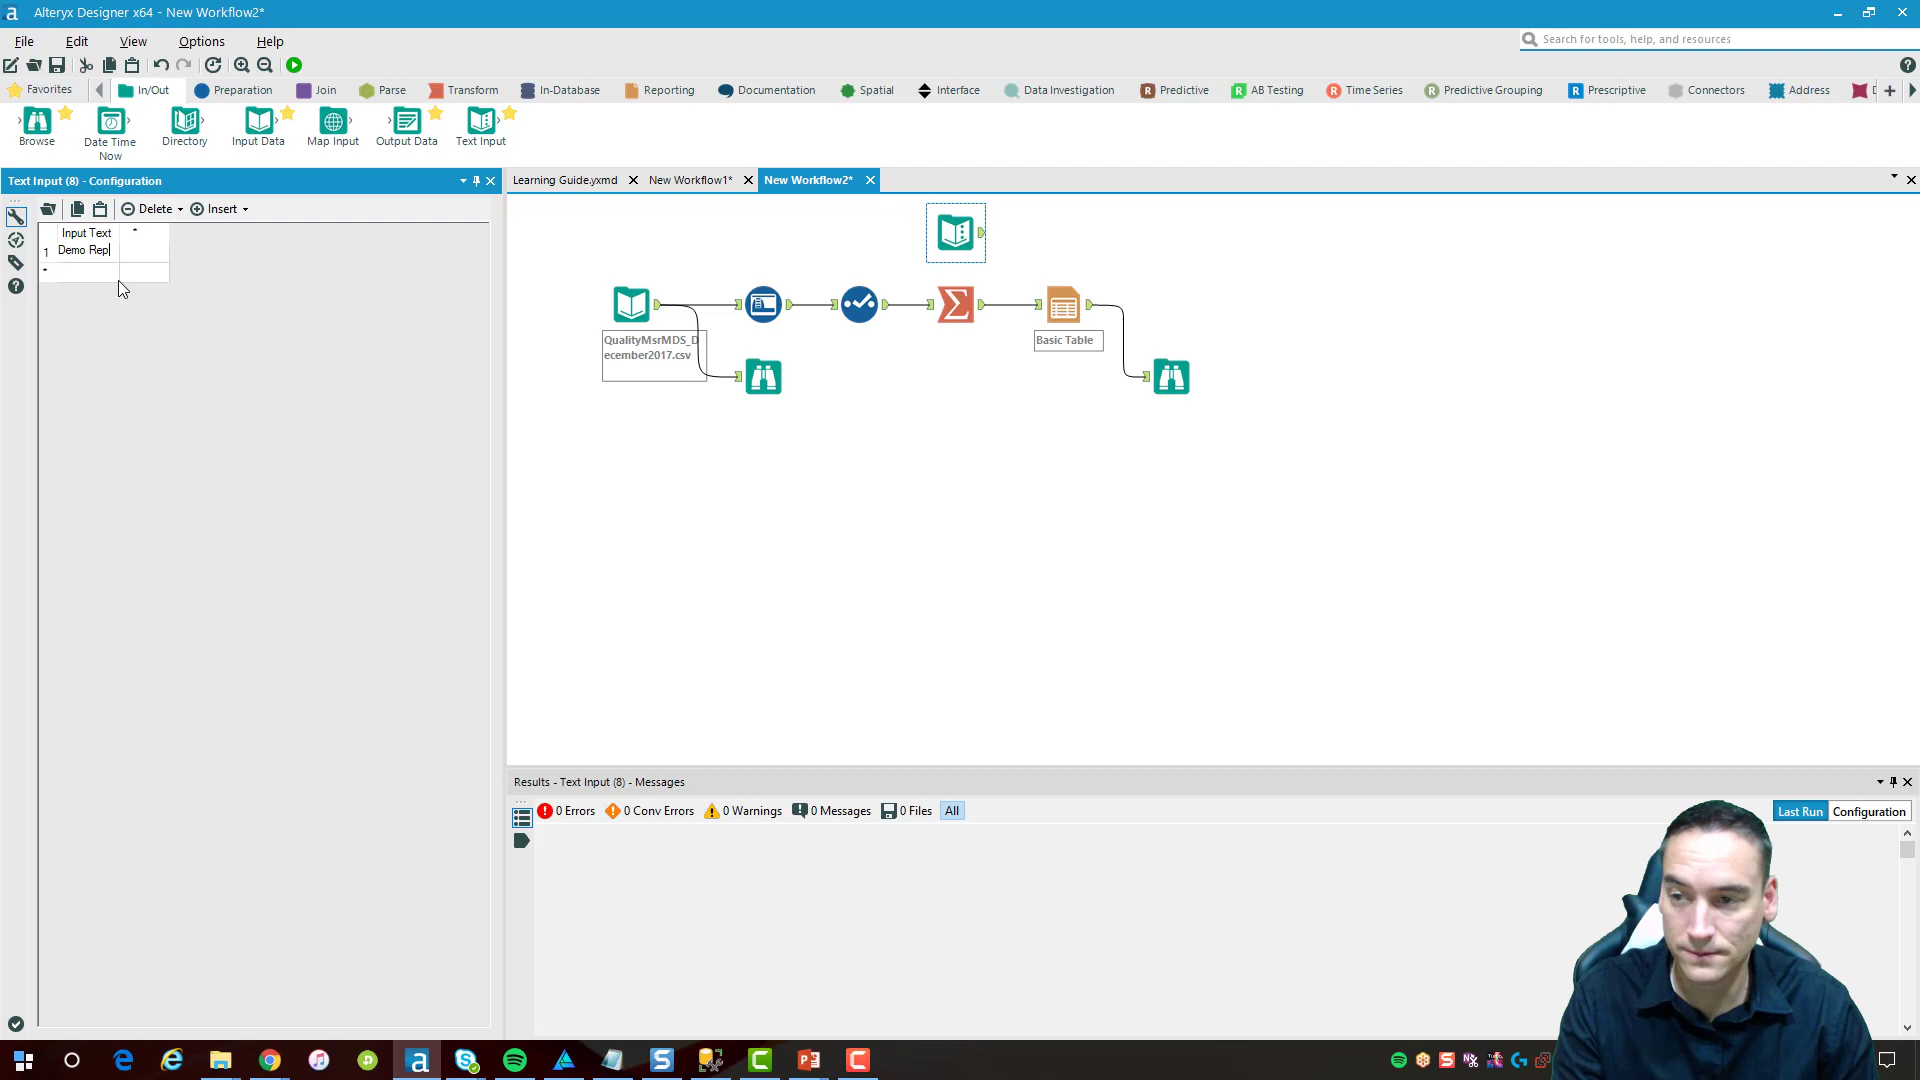 Alteryx Designer x64 - New Workflow2*
File Edit View Options Help
Search for tools, help, and resources
Favorites In/Out Preparation Join Parse Transform In-Database Reporting Documentation Spatial Interface Data Investigation Predictive AB Testing Time Series Predictive Grouping Prescriptive Connectors Address
Browse
Date Time
Now
Directory
Input Data
Map Input
Output Data
Text Input
Text Input (8) - Configuration
Delete Insert
Input Text *
1 Demo Rep
*
Learning Guide.yxmd New Workflow1* New Workflow2*
QualityMsrMDS_D
ecember2017.csv
Basic Table
Results - Text Input (8) - Messages
0 Errors 0 Conv Errors 0 Warnings 0 Messages 0 Files All
Last Run Configuration